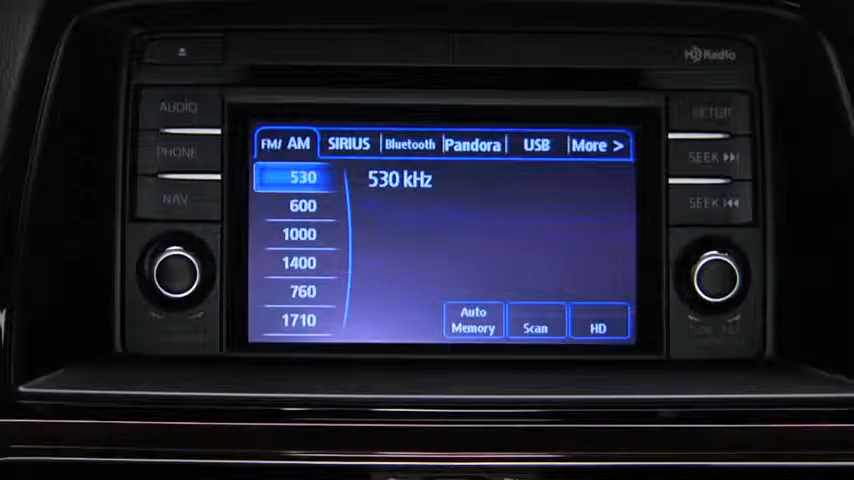 HD Radio
AUDIO
PHONE
NAV
SETUP
SEEK
SEEK
FM/ AM SIRIUS Bluetooth Pandora USB More >
530
600
1000
1400
760
1710
530 kHz
Auto Memory
Scan
HD